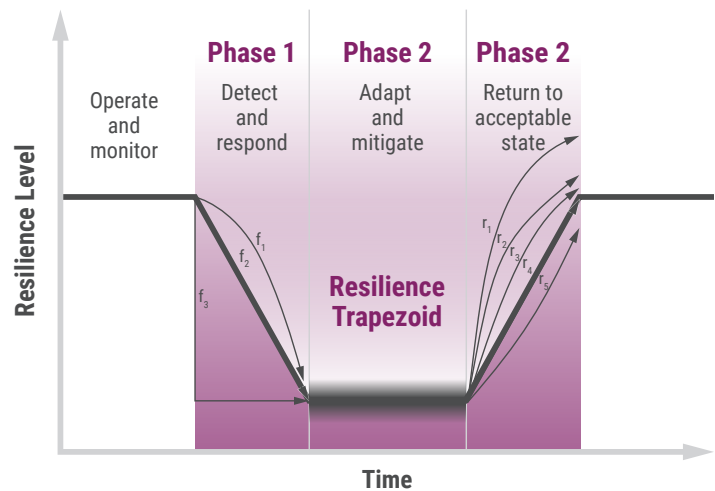 Phase 1
Phase 2
Phase 2
Operate
and
monitor
Detect
and
respond
Adapt
and
mitigate
Return to
acceptable
state
Resilience Level
f1
f2
f3
r1
r2
r3
r4
r5
Resilience
Trapezoid
Time